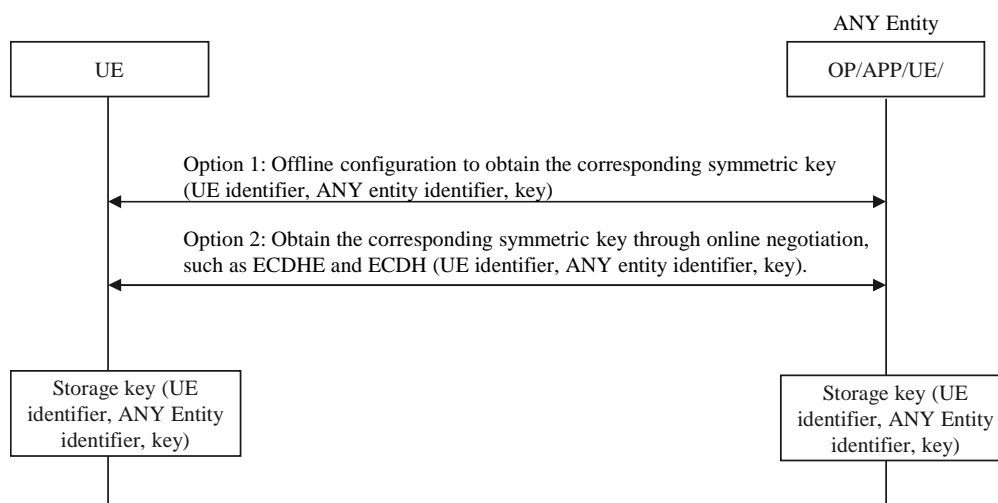 ANY Entity
UE
OP/APP/UE/
Option 1: Offline configuration to obtain the corresponding symmetric key
(UE identifier, ANY entity identifier, key)
Option 2: Obtain the corresponding symmetric key through online negotiation,
such as ECDHE and ECDH (UE identifier, ANY entity identifier, key).
Storage key (UE
identifier, ANY Entity
identifier, key)
Storage key (UE
identifier, ANY Entity
identifier, key)